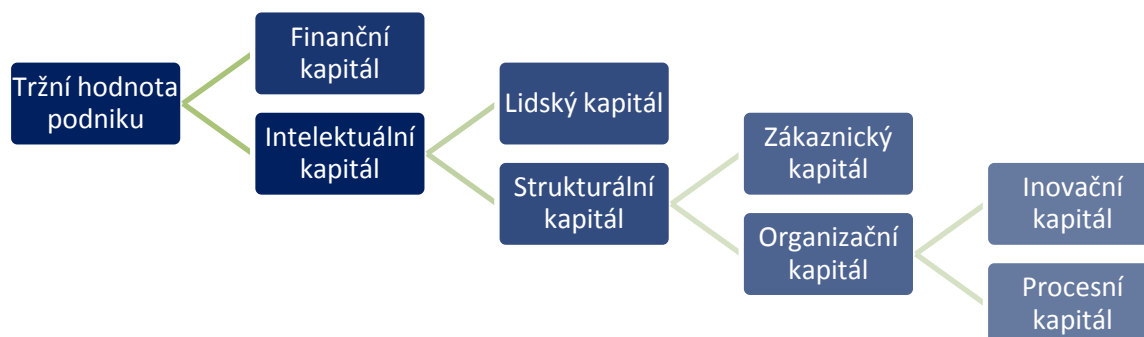 Tržní hodnota
podniku
Finanční
kapitál
Intelektuální
kapitál
Lidský kapitál
Strukturální
kapitál
Zákaznický
kapitál
Organizační
kapitál
Inovační
kapitál
Procesní
kapitál